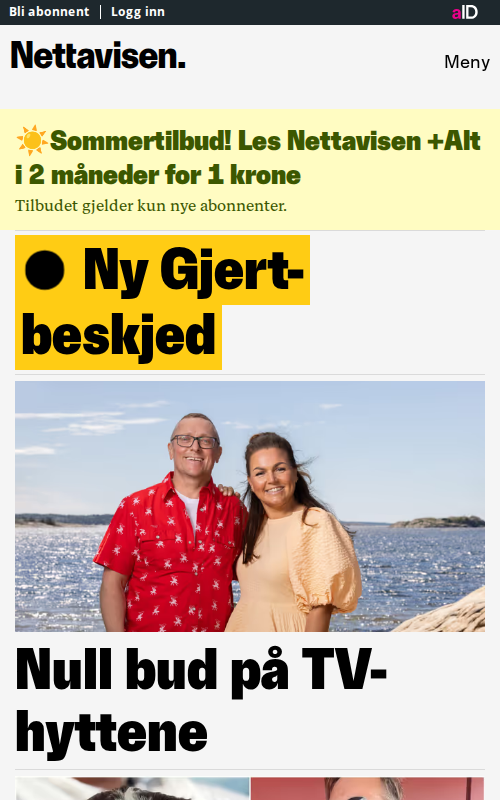 Bli abonnent | Logg inn
aID
Nettavisen.
Meny
☀️Sommertilbud! Les Nettavisen +Alt
i 2 måneder for 1 krone
Tilbudet gjelder kun nye abonnenter.
● Ny Gjert-
beskjed
Null bud på TV-
hyttene